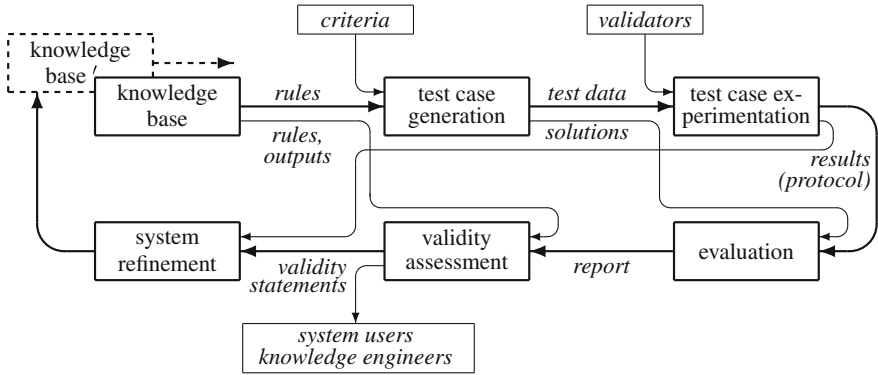 criteria
validators
knowledge
base ′
knowledge
base
rules
test case
generation
test data
test case ex-
perimentation
rules,
outputs
solutions
results
(protocol)
system
refinement
validity
statements
validity
assessment
report
evaluation
system users
knowledge engineers